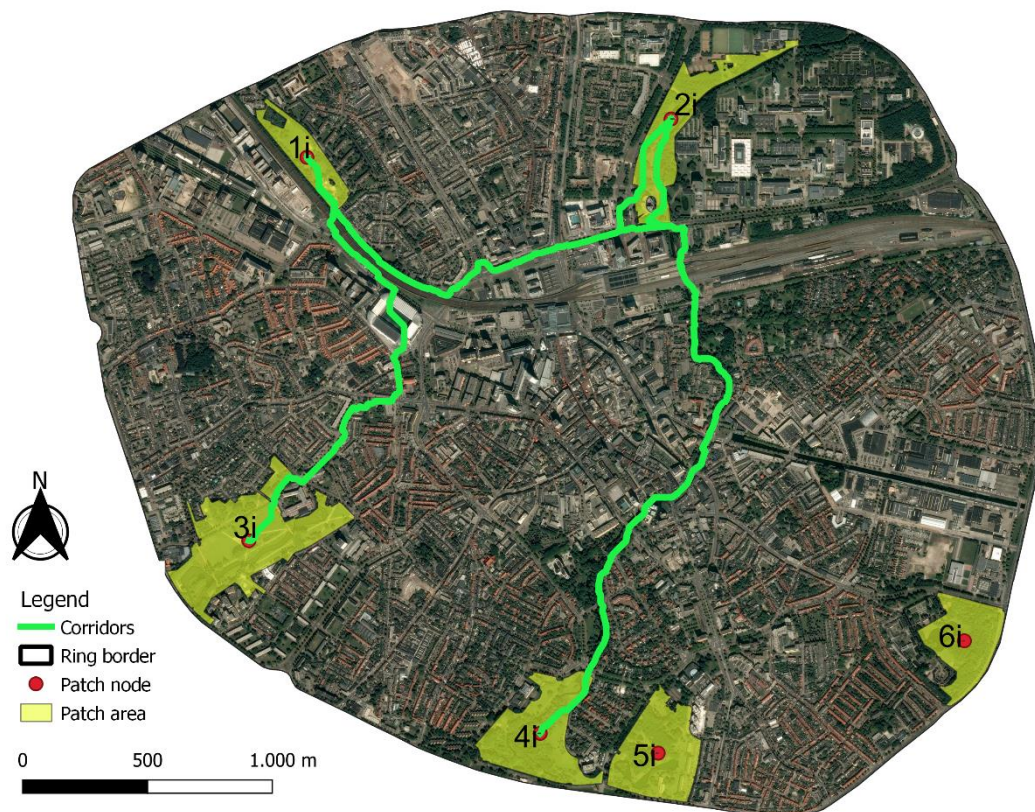 2i
1i
3i
6i
4i
5i
N
Legend
Corridors
Ring border
Patch node
Patch area
0 500 1.000 m